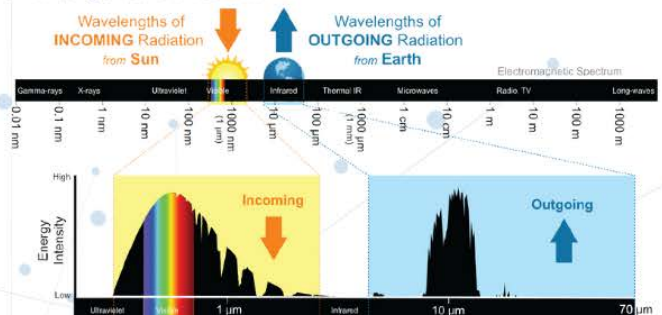 Wavelengths of
INCOMING Radiation
from Sun
Wavelengths of
OUTGOING Radiation
from Earth
Electromagnetic Spectrum
Gamma-rays X-rays Ultraviolet Visible Infrared Thermal IR Microwaves Radio, TV Long-waves
0.01 nm
0.1 nm
1 nm
10 nm
100 nm
1000 nm
(1 µm)
10 µm
100 µm
1000 µm
(1 mm)
1 cm
10 cm
1 m
10 m
100 m
1000 m
High
Energy
Intensity
Low
Incoming
Outgoing
Ultraviolet Visible 1 µm Infrared 10 µm 70 µm